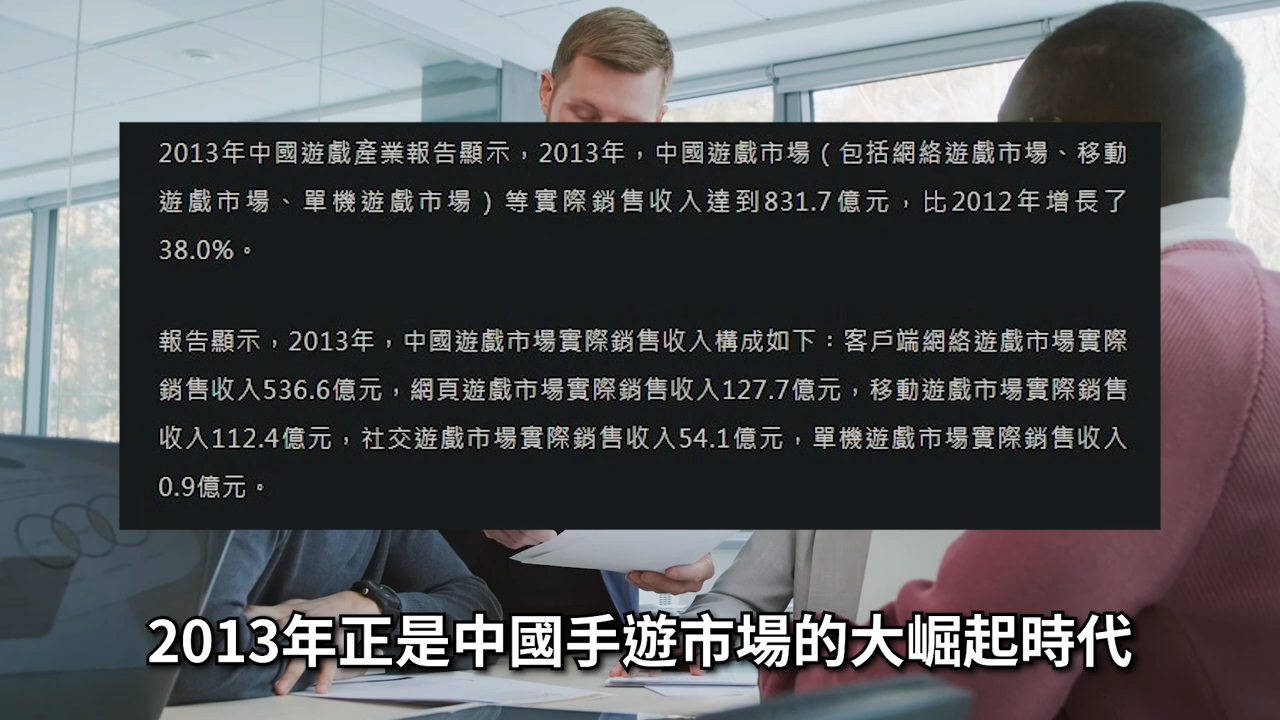 2013年中國遊戲產業報告顯示，2013年，中國遊戲市場（包括網絡遊戲市場、移動
遊戲市場、單機遊戲市場）等實際銷售收入達到831.7億元，比2012年增長了
38.0%。
報告顯示，2013年，中國遊戲市場實際銷售收入構成如下：客戶端網絡遊戲市場實際
銷售收入536.6億元，網頁遊戲市場實際銷售收入127.7億元，移動遊戲市場實際銷售
收入112.4億元，社交遊戲市場實際銷售收入54.1億元，單機遊戲市場實際銷售收入
0.9億元。
2013年正是中國手遊市場的大崛起時代